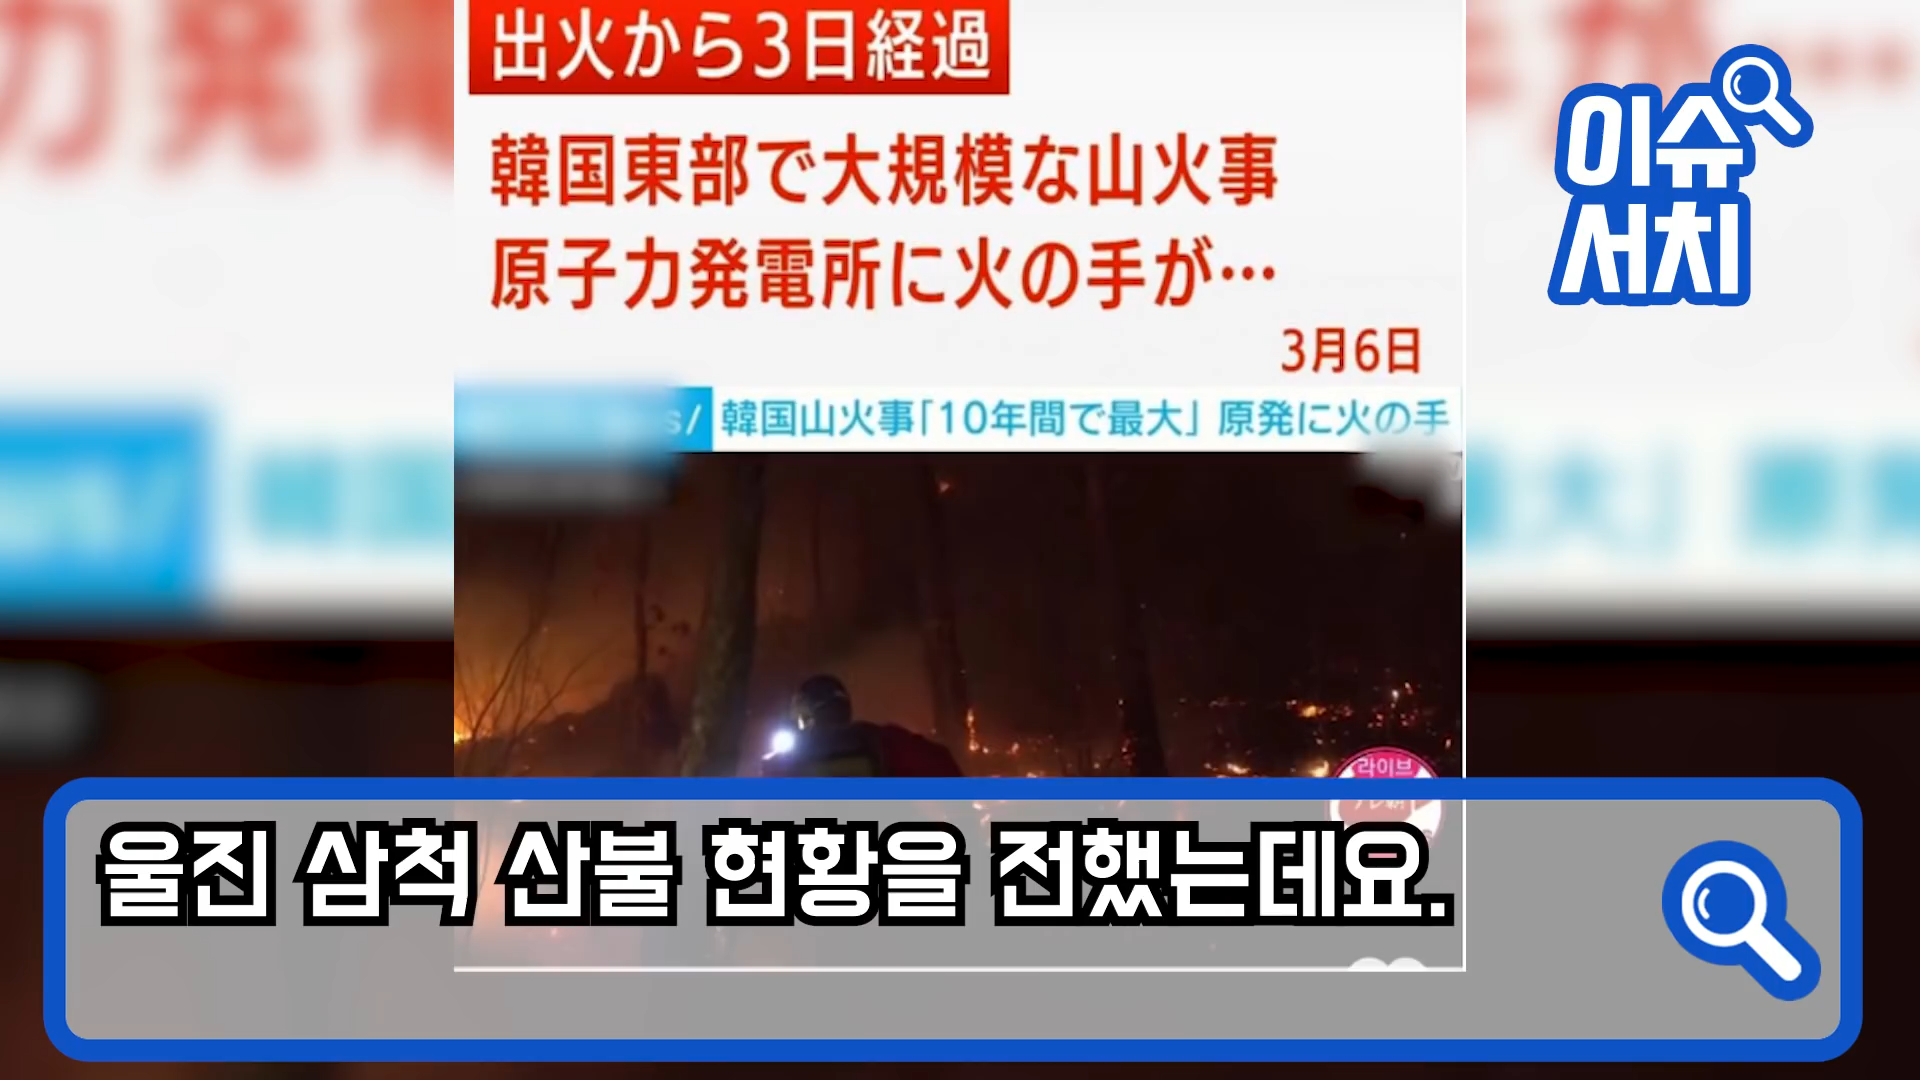 出火から3日経過
이슈
서치
韓国東部で大規模な山火事
原子力発電所に火の手が…
3月6日
s/ 韓国山火事「10年間で最大」 原発に火の手
라이브
울진 삼척 산불 현황을 전했는데요.